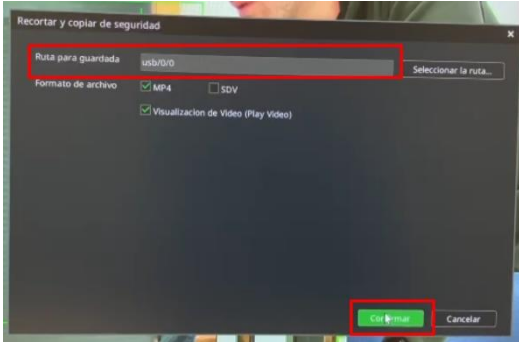 Recortar y copiar de seguridad
Ruta para guardada usb/0/0 Seleccionar la ruta...
Formato de archivo MP4 SDV
Visualizacion de Video (Play Video)
Confirmar Cancelar